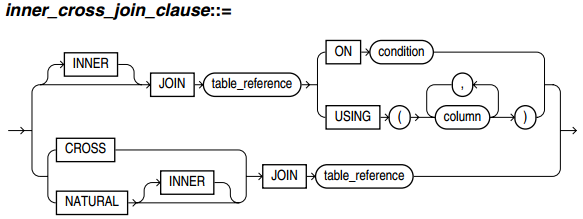 inner_cross_join_clause::=
INNER
JOIN
table_reference
ON
condition
USING
(
,
column
)
CROSS
NATURAL
INNER
JOIN
table_reference